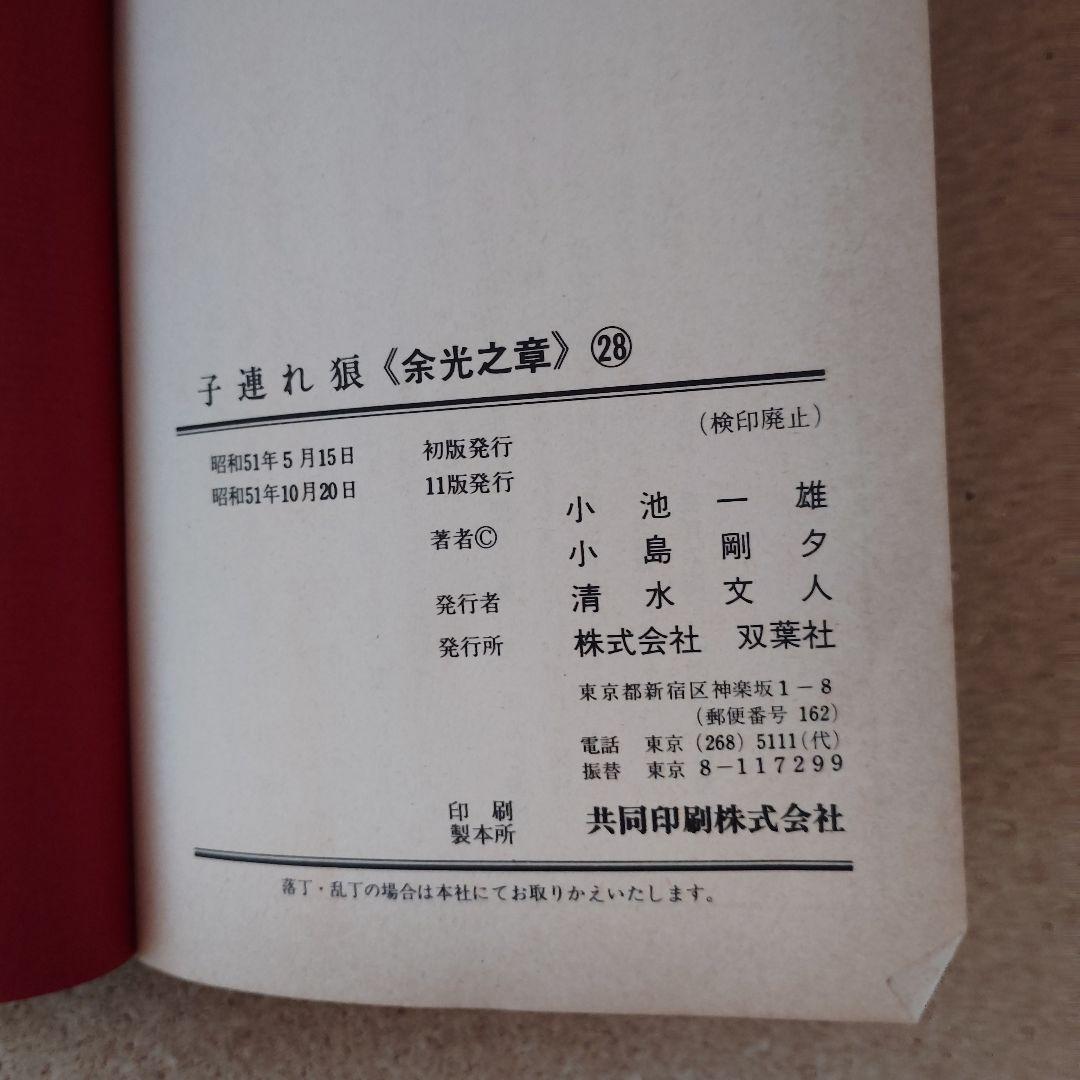 子連れ狼《余光之章》㉘
(検印廃止)
昭和51年5月15日 初版発行
昭和51年10月20日 11版発行
著者© 小池一雄
小島剛夕
発行者 清水文人
発行所 株式会社 双葉社
東京都新宿区神楽坂1-8
(郵便番号 162)
電話 東京 (268) 5111(代)
振替 東京 8-117299
印刷
製本所 共同印刷株式会社
落丁・乱丁の場合は本社にてお取りかえいたします。